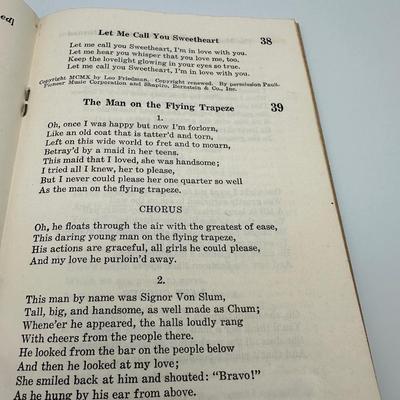 Let Me Call You Sweetheart 38
Let me call you Sweetheart, I'm in love with you.
Let me hear you whisper that you love me, too.
Keep the lovelight glowing in your eyes so true.
Let me call you Sweetheart, I'm in love with you.
Copyright MCMX by Leo Friedman. Copyright renewed. By permission Paull-
Pioneer Music Corporation and Shapiro, Bernstein & Co., Inc.
The Man on the Flying Trapeze 39
1.
Oh, once I was happy but now I'm forlorn,
Like an old coat that is tatter'd and torn,
Left on this wide world to fret and to mourn,
Betray'd by a maid in her teens.
This maid that I loved, she was handsome;
I tried all I knew, her to please,
But I never could please her one quarter so well
As the man on the flying trapeze.
CHORUS
Oh, he floats through the air with the greatest of ease,
This daring young man on the flying trapeze,
His actions are graceful, all girls he could please,
And my love he purloin'd away.
2.
This man by name was Signor Von Slum,
Tall, big, and handsome, as well made as Chum;
Whene'er he appeared, the halls loudly rang
With cheers from the people there.
He looked from the bar on the people below
And then he looked at my love;
She smiled back at him and shouted: "Bravo!"
As he hung by his ear from above.